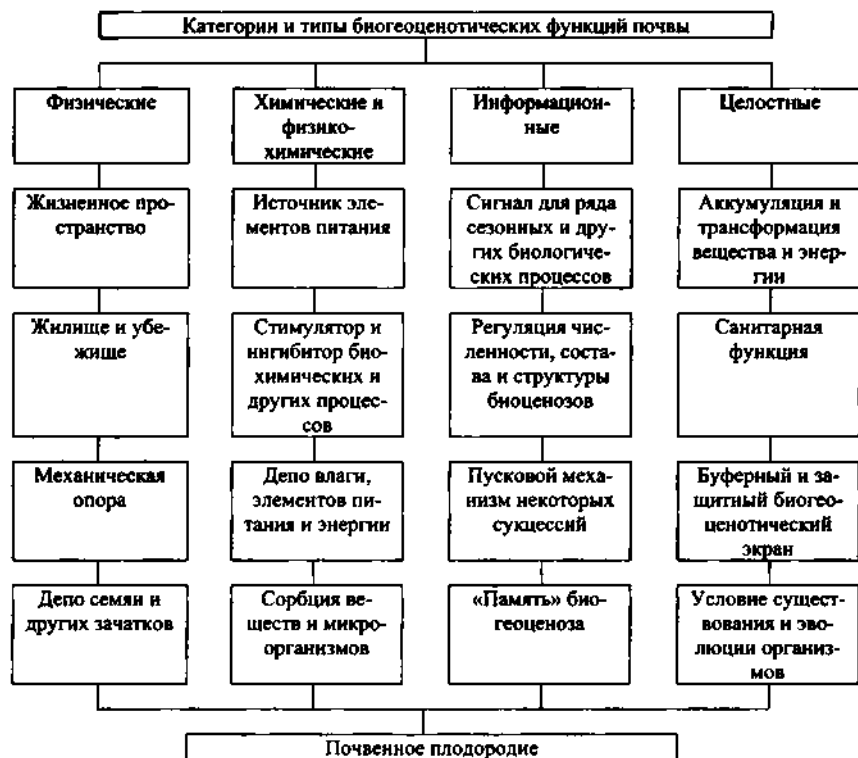 Категории и типы биогеоценотических функций почвы
Физические
Химические и
физико-
химические
Информацион-
ные
Целостные
Жизненное про-
странство
Источник эле-
ментов питания
Сигнал для ряда
сезонных и дру-
гих биологиче-
ских процессов
Аккумуляция и
трансформация
вещества и энер-
гии
Жилище и убе-
жище
Стимулятор и
ингибитор био-
химических и
других процес-
сов
Регуляция чис-
ленности, соста-
ва и структуры
биоценозов
Санитарная
функция
Механическая
опора
Депо влаги,
элементов пи-
тания и энергии
Пусковой меха-
низм некоторых
сукцессий
Буферный и за-
щитный биогео-
ценотический
экран
Депо семян и
других зачатков
Сорбция ве-
ществ и микро-
организмов
«Память» био-
геоценоза
Условие сущест-
вования и эво-
люции организ-
мов
Почвенное плодородие